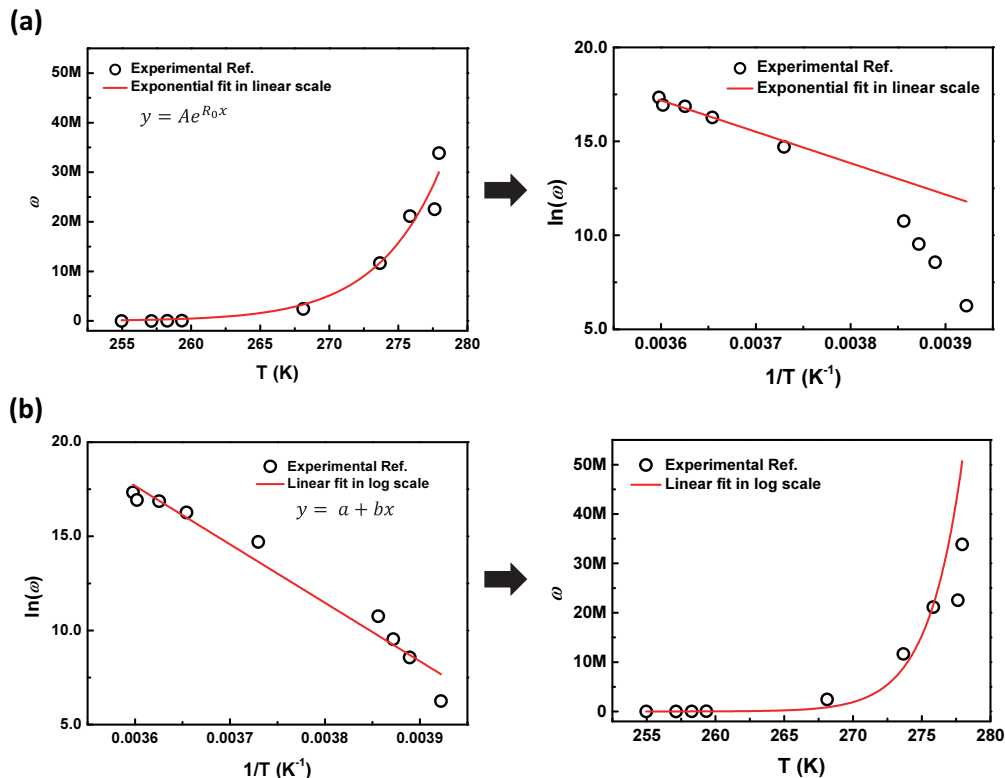 (a)
50M
40M
30M
20M
10M
0
ω
Experimental Ref.
Exponential fit in linear scale
y = Ae^{R₀x}
255 260 265 270 275 280
T (K)
20.0
15.0
10.0
5.0
ln(ω)
Experimental Ref.
Exponential fit in linear scale
0.0036 0.0037 0.0038 0.0039
1/T (K⁻¹)
(b)
20.0
15.0
10.0
5.0
ln(ω)
Experimental Ref.
Linear fit in log scale
y = a + bx
0.0036 0.0037 0.0038 0.0039
1/T (K⁻¹)
50M
40M
30M
20M
10M
0
ω
Experimental Ref.
Linear fit in log scale
255 260 265 270 275 280
T (K)